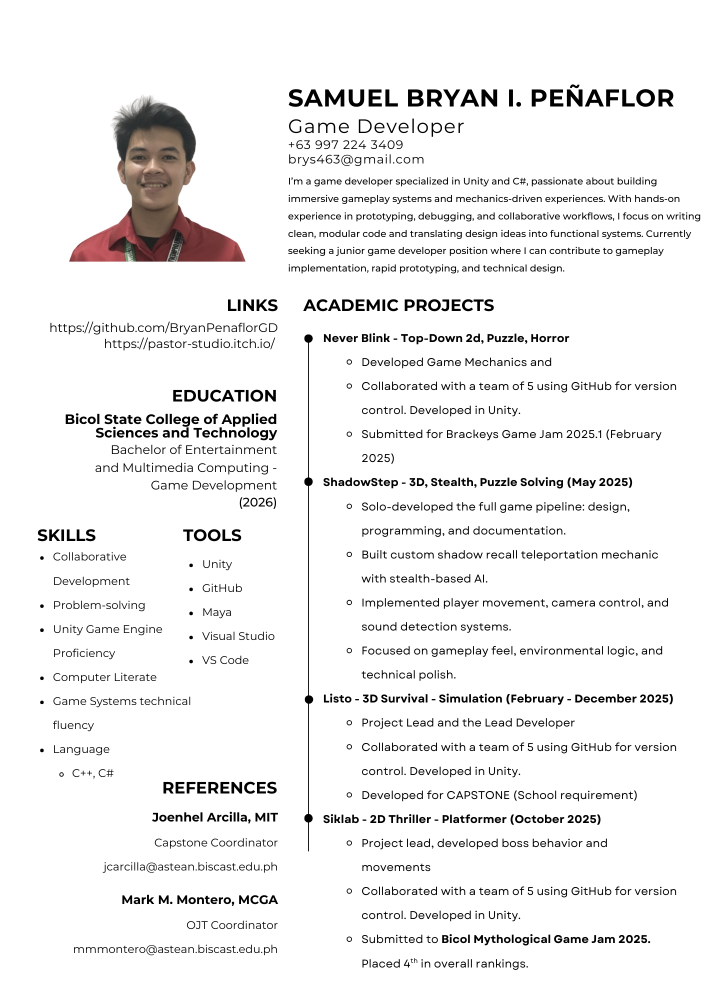 SAMUEL BRYAN I. PEÑAFLOR
Game Developer
+63 997 224 3409
brys463@gmail.com
I’m a game developer specialized in Unity and C#, passionate about building
immersive gameplay systems and mechanics-driven experiences. With hands-on
experience in prototyping, debugging, and collaborative workflows, I focus on writing
clean, modular code and translating design ideas into functional systems. Currently
seeking a junior game developer position where I can contribute to gameplay
implementation, rapid prototyping, and technical design.
LINKS
https://github.com/BryanPenaflorGD
https://pastor-studio.itch.io/
EDUCATION
Bicol State College of Applied
Sciences and Technology
Bachelor of Entertainment
and Multimedia Computing -
Game Development
(2026)
SKILLS
• Collaborative
Development
• Problem-solving
• Unity Game Engine
Proficiency
• Computer Literate
• Game Systems technical
fluency
• Language
◦ C++, C#
TOOLS
• Unity
• GitHub
• Maya
• Visual Studio
• VS Code
REFERENCES
Joenhel Arcilla, MIT
Capstone Coordinator
jcarcilla@astean.biscast.edu.ph
Mark M. Montero, MCGA
OJT Coordinator
mmmontero@astean.biscast.edu.ph
ACADEMIC PROJECTS
Never Blink - Top-Down 2d, Puzzle, Horror
◦ Developed Game Mechanics and
◦ Collaborated with a team of 5 using GitHub for version
control. Developed in Unity.
◦ Submitted for Brackeys Game Jam 2025.1 (February
2025)
ShadowStep - 3D, Stealth, Puzzle Solving (May 2025)
◦ Solo-developed the full game pipeline: design,
programming, and documentation.
◦ Built custom shadow recall teleportation mechanic
with stealth-based AI.
◦ Implemented player movement, camera control, and
sound detection systems.
◦ Focused on gameplay feel, environmental logic, and
technical polish.
Listo - 3D Survival - Simulation (February - December 2025)
◦ Project Lead and the Lead Developer
◦ Collaborated with a team of 5 using GitHub for version
control. Developed in Unity.
◦ Developed for CAPSTONE (School requirement)
Siklab - 2D Thriller - Platformer (October 2025)
◦ Project lead, developed boss behavior and
movements
◦ Collaborated with a team of 5 using GitHub for version
control. Developed in Unity.
◦ Submitted to Bicol Mythological Game Jam 2025.
Placed 4th in overall rankings.